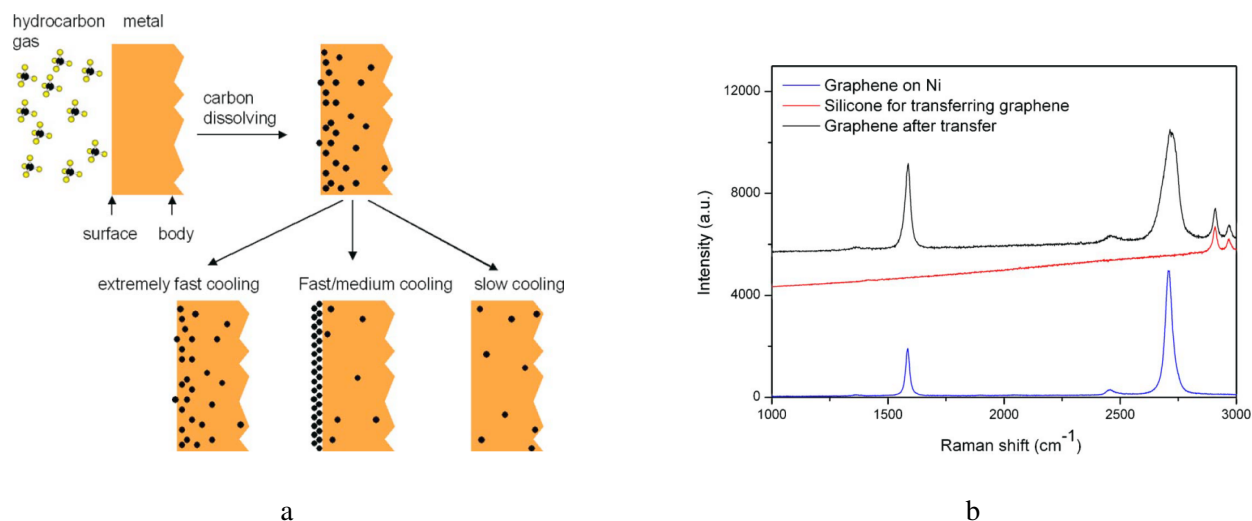 hydrocarbon
gas
metal
carbon
dissolving
surface
body
extremely fast cooling
Fast/medium cooling
slow cooling
a
Graphene on Ni
Silicone for transferring graphene
Graphene after transfer
12000
8000
4000
0
Intensity (a.u.)
1000
1500
2000
2500
3000
Raman shift (cm⁻¹)
b